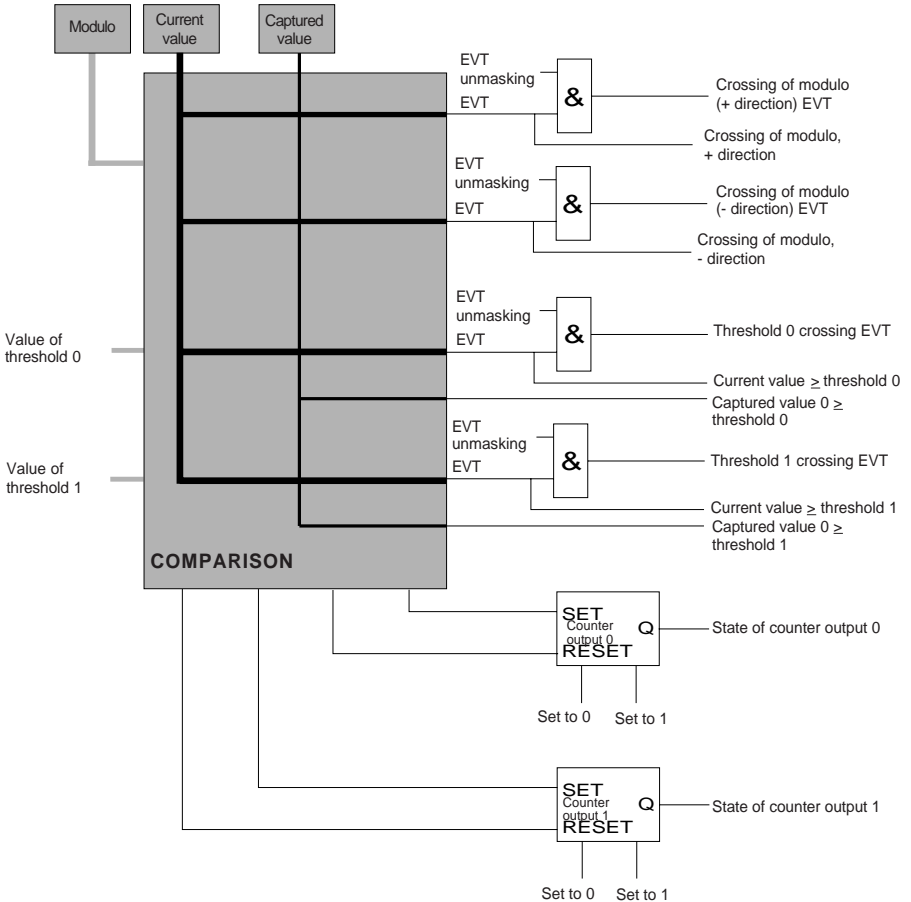 Modulo
Current
value
Captured
value
EVT
unmasking
EVT
&
Crossing of modulo
(+ direction) EVT
Crossing of modulo,
+ direction
EVT
unmasking
EVT
&
Crossing of modulo
(- direction) EVT
Crossing of modulo,
- direction
Value of
threshold 0
EVT
unmasking
EVT
&
Threshold 0 crossing EVT
Current value ≥ threshold 0
Captured value 0 ≥
threshold 0
Value of
threshold 1
EVT
unmasking
EVT
&
Threshold 1 crossing EVT
Current value ≥ threshold 1
Captured value 0 ≥
threshold 1
COMPARISON
SET
Counter
output 0
RESET
Q
State of counter output 0
Set to 0
Set to 1
SET
Counter
output 1
RESET
Q
State of counter output 1
Set to 0
Set to 1